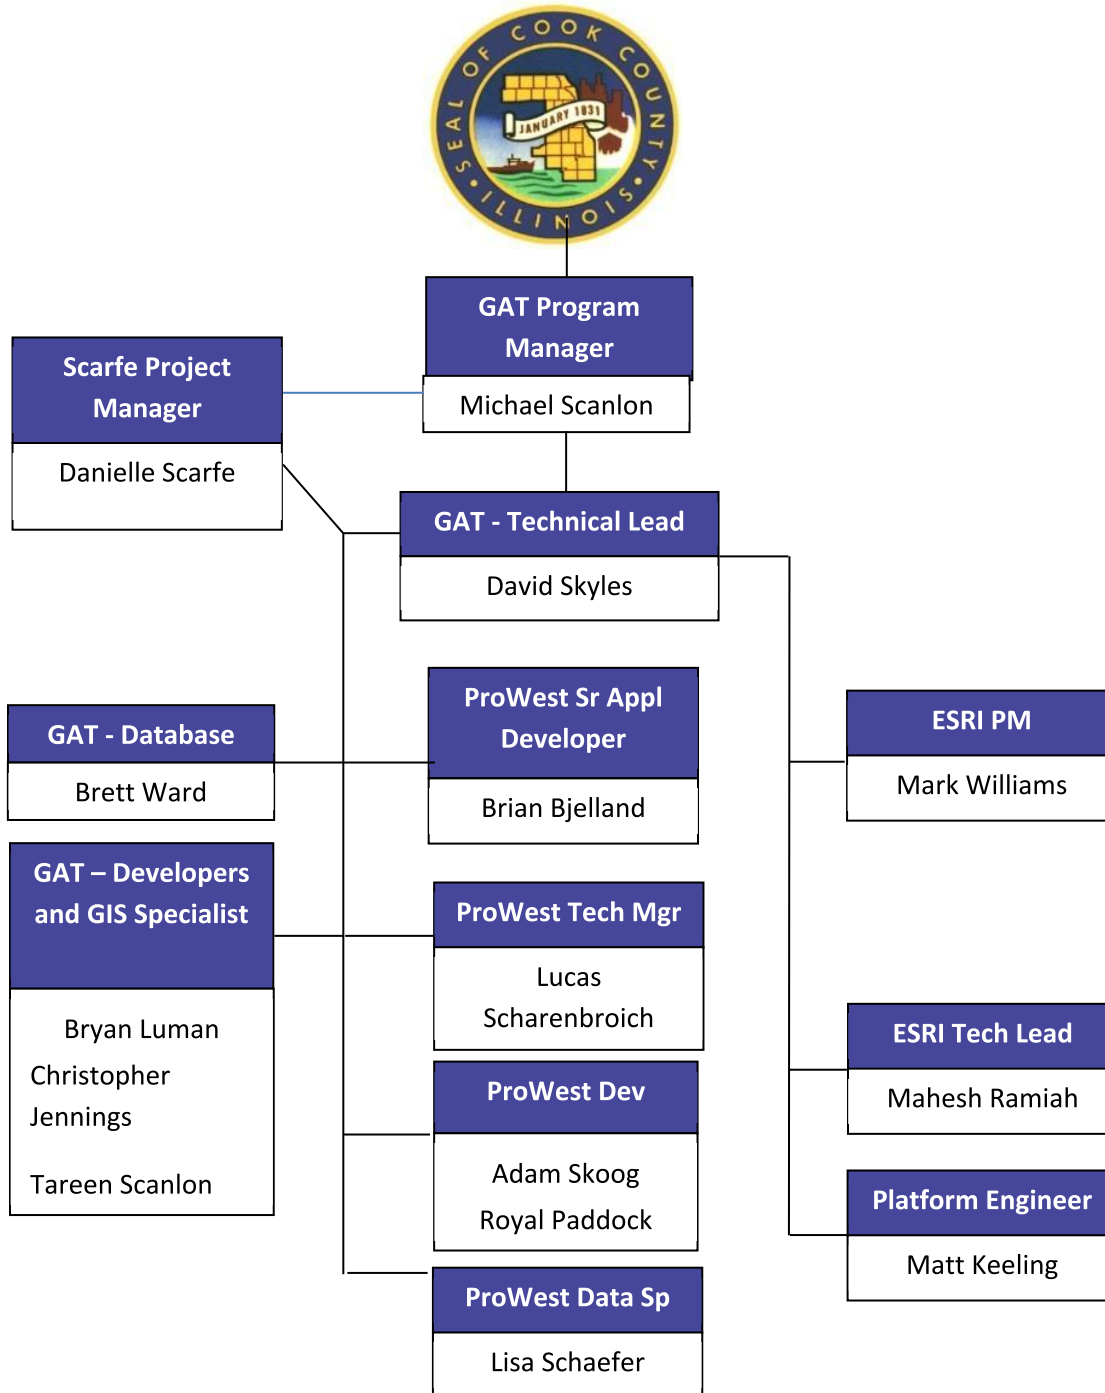 SEAL OF COOK COUNTY
ILLINOIS
JANUARY 1831
GAT Program
Manager
Michael Scanlon
Scarfe Project
Manager
Danielle Scarfe
GAT - Technical Lead
David Skyles
GAT - Database
Brett Ward
ProWest Sr Appl
Developer
Brian Bjelland
ESRI PM
Mark Williams
GAT – Developers
and GIS Specialist
Bryan Luman
Christopher
Jennings
Tareen Scanlon
ProWest Tech Mgr
Lucas
Scharenbroich
ESRI Tech Lead
Mahesh Ramiah
ProWest Dev
Adam Skoog
Royal Paddock
Platform Engineer
Matt Keeling
ProWest Data Sp
Lisa Schaefer